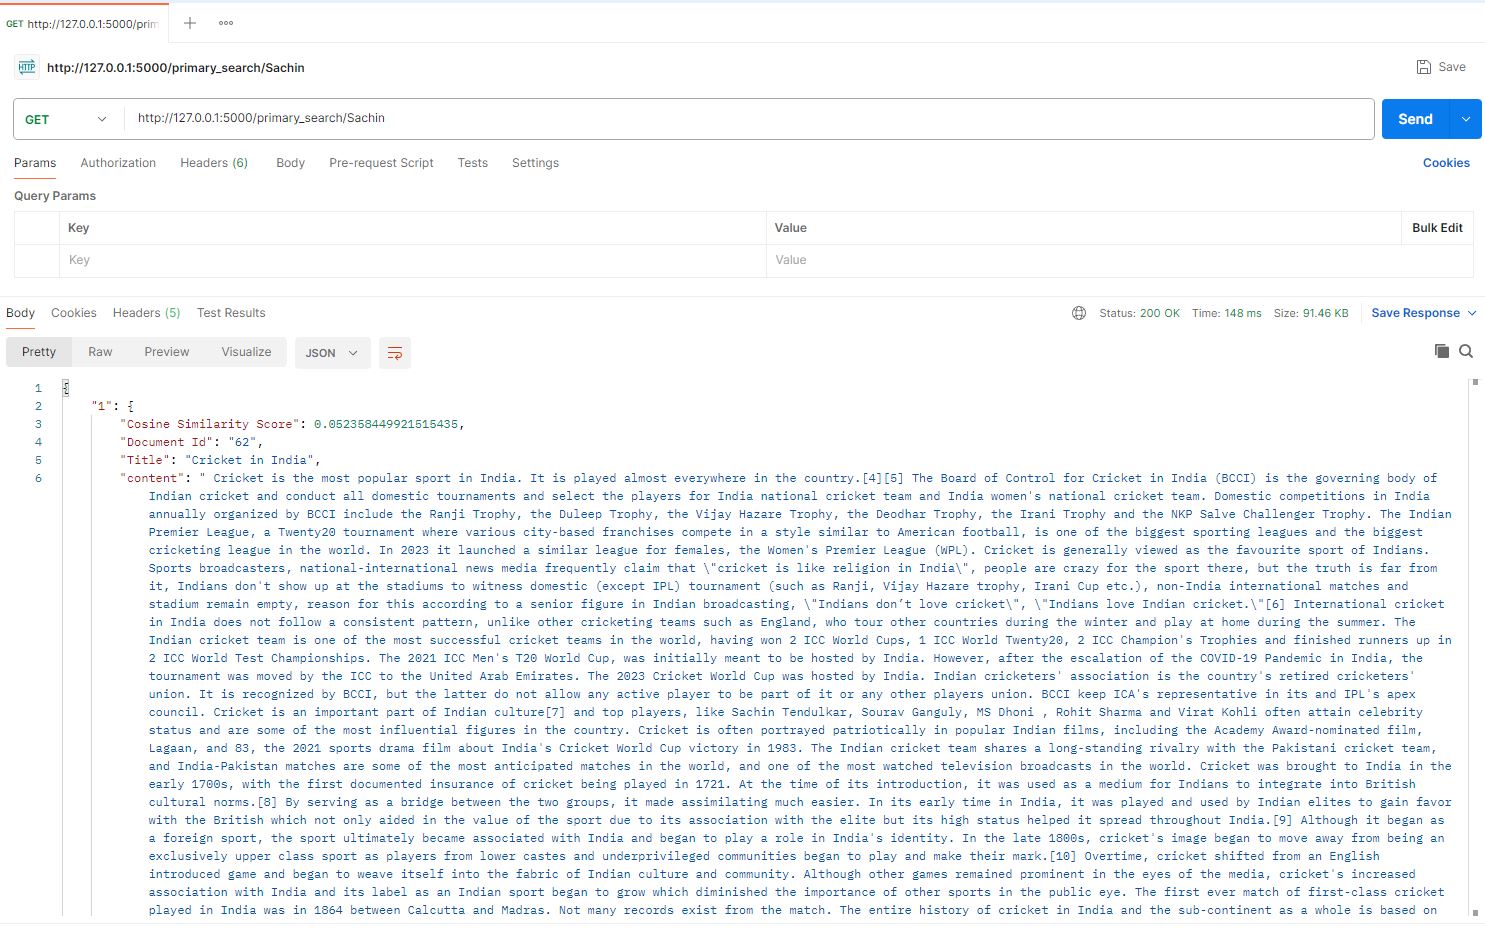 GET http://127.0.0.1:5000/prim
HTTP http://127.0.0.1:5000/primary_search/Sachin Save
GET http://127.0.0.1:5000/primary_search/Sachin Send
Params Authorization Headers (6) Body Pre-request Script Tests Settings Cookies
Query Params
Key Value Bulk Edit
Key Value
Body Cookies Headers (5) Test Results Status: 200 OK Time: 148 ms Size: 91.46 KB Save Response
Pretty Raw Preview Visualize JSON
1 {
2 "1": {
3 "Cosine Similarity Score": 0.052358449921515435,
4 "Document Id": "62",
5 "Title": "Cricket in India",
6 "content": " Cricket is the most popular sport in India. It is played almost everywhere in the country.[4][5] The Board of Control for Cricket in India (BCCI) is the governing body of
Indian cricket and conduct all domestic tournaments and select the players for India national cricket team and India women's national cricket team. Domestic competitions in India
annually organized by BCCI include the Ranji Trophy, the Duleep Trophy, the Vijay Hazare Trophy, the Deodhar Trophy, the Irani Trophy and the NKP Salve Challenger Trophy. The Indian
Premier League, a Twenty20 tournament where various city-based franchises compete in a style similar to American football, is one of the biggest sporting leagues and the biggest
cricketing league in the world. In 2023 it launched a similar league for females, the Women's Premier League (WPL). Cricket is generally viewed as the favourite sport of Indians.
Sports broadcasters, national-international news media frequently claim that \"cricket is like religion in India\", people are crazy for the sport there, but the truth is far from
it, Indians don't show up at the stadiums to witness domestic (except IPL) tournament (such as Ranji, Vijay Hazare trophy, Irani Cup etc.), non-India international matches and
stadium remain empty, reason for this according to a senior figure in Indian broadcasting, \"Indians don’t love cricket\", \"Indians love Indian cricket.\"[6] International cricket
in India does not follow a consistent pattern, unlike other cricketing teams such as England, who tour other countries during the winter and play at home during the summer. The
Indian cricket team is one of the most successful cricket teams in the world, having won 2 ICC World Cups, 1 ICC World Twenty20, 2 ICC Champion's Trophies and finished runners up in
2 ICC World Test Championships. The 2021 ICC Men's T20 World Cup, was initially meant to be hosted by India. However, after the escalation of the COVID-19 Pandemic in India, the
tournament was moved by the ICC to the United Arab Emirates. The 2023 Cricket World Cup was hosted by India. Indian cricketers' association is the country's retired cricketers'
union. It is recognized by BCCI, but the latter do not allow any active player to be part of it or any other players union. BCCI keep ICA's representative in its and IPL's apex
council. Cricket is an important part of Indian culture[7] and top players, like Sachin Tendulkar, Sourav Ganguly, MS Dhoni , Rohit Sharma and Virat Kohli often attain celebrity
status and are some of the most influential figures in the country. Cricket is often portrayed patriotically in popular Indian films, including the Academy Award-nominated film,
Lagaan, and 83, the 2021 sports drama film about India's Cricket World Cup victory in 1983. The Indian cricket team shares a long-standing rivalry with the Pakistani cricket team,
and India-Pakistan matches are some of the most anticipated matches in the world, and one of the most watched television broadcasts in the world. Cricket was brought to India in the
early 1700s, with the first documented insurance of cricket being played in 1721. At the time of its introduction, it was used as a medium for Indians to integrate into British
cultural norms.[8] By serving as a bridge between the two groups, it made assimilating much easier. In its early time in India, it was played and used by Indian elites to gain favor
with the British which not only aided in the value of the sport due to its association with the elite but its high status helped it spread throughout India.[9] Although it began as
a foreign sport, the sport ultimately became associated with India and began to play a role in India's identity. In the late 1800s, cricket's image began to move away from being an
exclusively upper class sport as players from lower castes and underprivileged communities began to play and make their mark.[10] Overtime, cricket shifted from an English
introduced game and began to weave itself into the fabric of Indian culture and community. Although other games remained prominent in the eyes of the media, cricket's increased
association with India and its label as an Indian sport began to grow which diminished the importance of other sports in the public eye. The first ever match of first-class cricket
played in India was in 1864 between Calcutta and Madras. Not many records exist from the match. The entire history of cricket in India and the sub-continent as a whole is based on